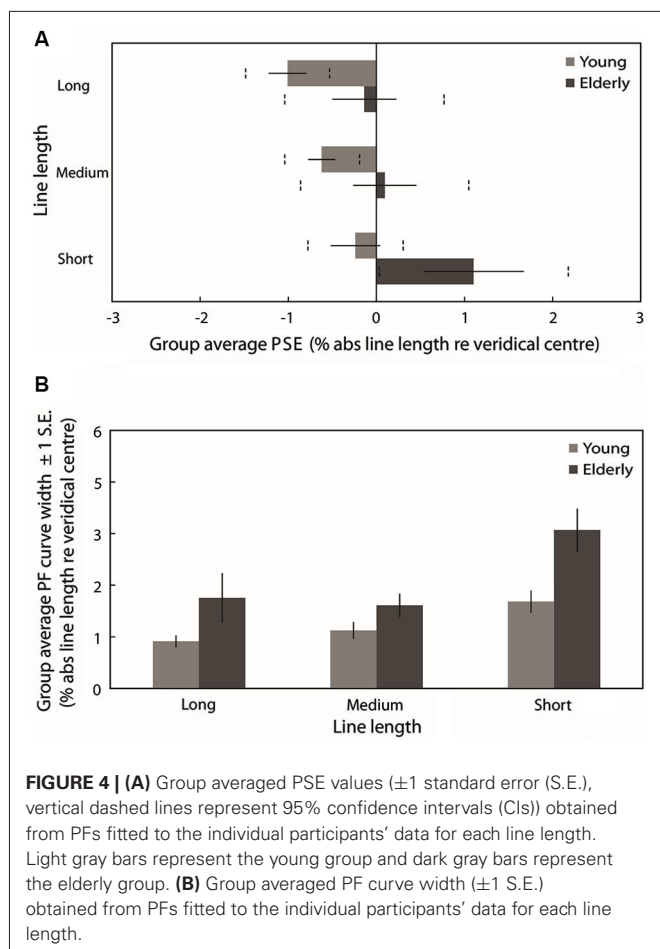 A
Young
Elderly
Long
Medium
Short
Line length
-3 -2 -1 0 1 2 3
Group average PSE (% abs line length re veridical centre)
B
Group average PF curve width ± 1 S.E.
(% abs line length re veridical centre)
6
5
3
2
1
0
Young
Elderly
Long Medium Short
Line length
FIGURE 4 | (A) Group averaged PSE values (±1 standard error (S.E.),
vertical dashed lines represent 95% confidence intervals (CIs)) obtained
from PFs fitted to the individual participants' data for each line length.
Light gray bars represent the young group and dark gray bars represent
the elderly group. (B) Group averaged PF curve width (±1 S.E.)
obtained from PFs fitted to the individual participants' data for each line
length.